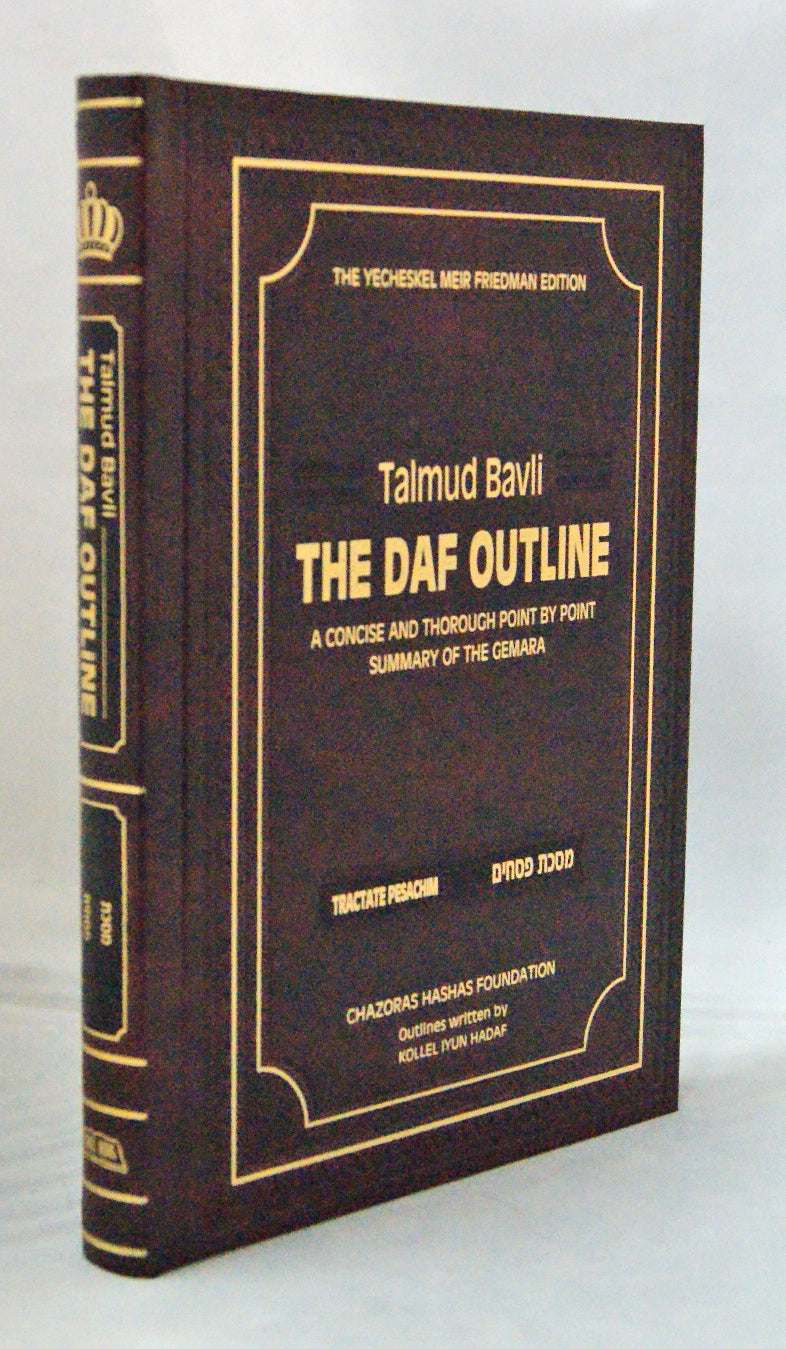 THE YECHESKEL MEIR FRIEDMAN EDITION
Talmud Bavli
THE DAF OUTLINE
A CONCISE AND THOROUGH POINT BY POINT
SUMMARY OF THE GEMARA
TRACTATE PESACHIM
מסכת פסחים
CHAZORAS HASHAS FOUNDATION
Outlines written by
KOLLEL IYUN HADAF
Talmud Bavli
THE DAF OUTLINE
מסכת